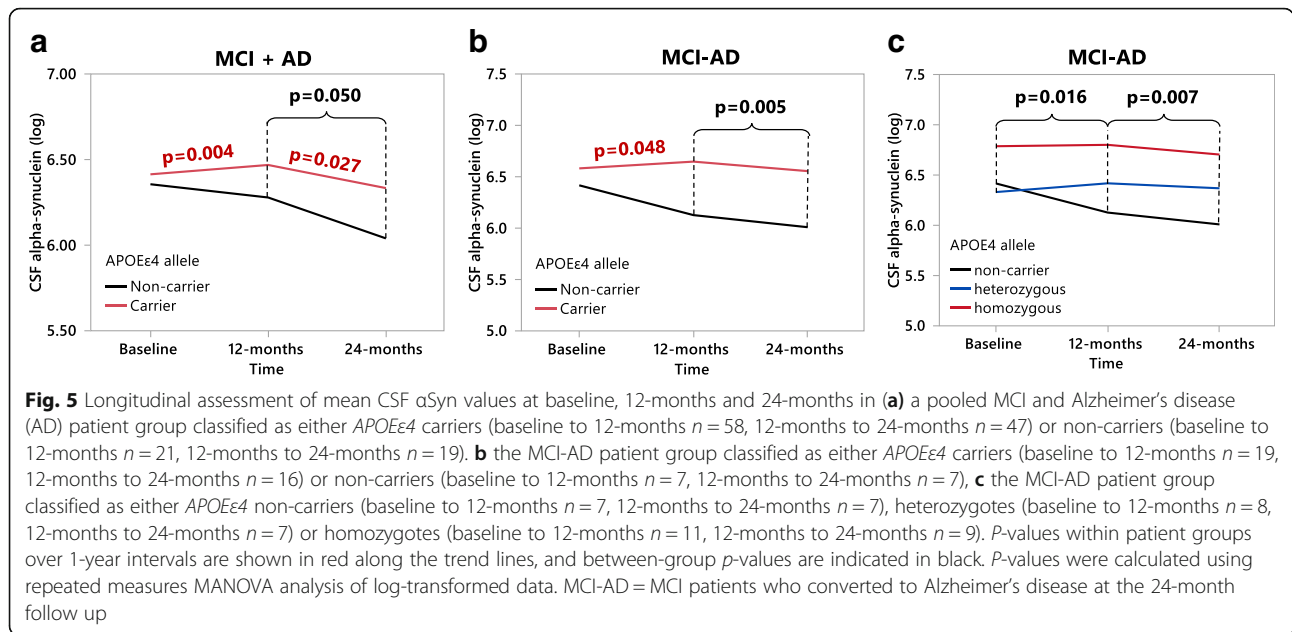 a
MCI + AD
7.00
6.50
6.00
5.50
CSF alpha-synuclein (log)
p=0.050
p=0.004
p=0.027
APOEε4 allele
Non-carrier
Carrier
Baseline 12-months 24-months
Time
b
MCI-AD
7.5
7.0
6.5
6.0
5.5
5.0
CSF alpha-synuclein (log)
p=0.005
p=0.048
APOEε4 allele
Non-carrier
Carrier
Baseline 12-months 24-months
Time
c
MCI-AD
7.5
7.0
6.5
6.0
5.5
5.0
CSF alpha-synuclein (log)
p=0.016 p=0.007
APOE4 allele
non-carrier
heterozygous
homozygous
Baseline 12-months 24-months
Time
Fig. 5 Longitudinal assessment of mean CSF αSyn values at baseline, 12-months and 24-months in (a) a pooled MCI and Alzheimer's disease
(AD) patient group classified as either APOEε4 carriers (baseline to 12-months n = 58, 12-months to 24-months n = 47) or non-carriers (baseline to
12-months n = 21, 12-months to 24-months n = 19). b the MCI-AD patient group classified as either APOEε4 carriers (baseline to 12-months n = 19,
12-months to 24-months n = 16) or non-carriers (baseline to 12-months n = 7, 12-months to 24-months n = 7), c the MCI-AD patient group
classified as either APOEε4 non-carriers (baseline to 12-months n = 7, 12-months to 24-months n = 7), heterozygotes (baseline to 12-months n = 8,
12-months to 24-months n = 7) or homozygotes (baseline to 12-months n = 11, 12-months to 24-months n = 9). P-values within patient groups
over 1-year intervals are shown in red along the trend lines, and between-group p-values are indicated in black. P-values were calculated using
repeated measures MANOVA analysis of log-transformed data. MCI-AD = MCI patients who converted to Alzheimer's disease at the 24-month
follow up